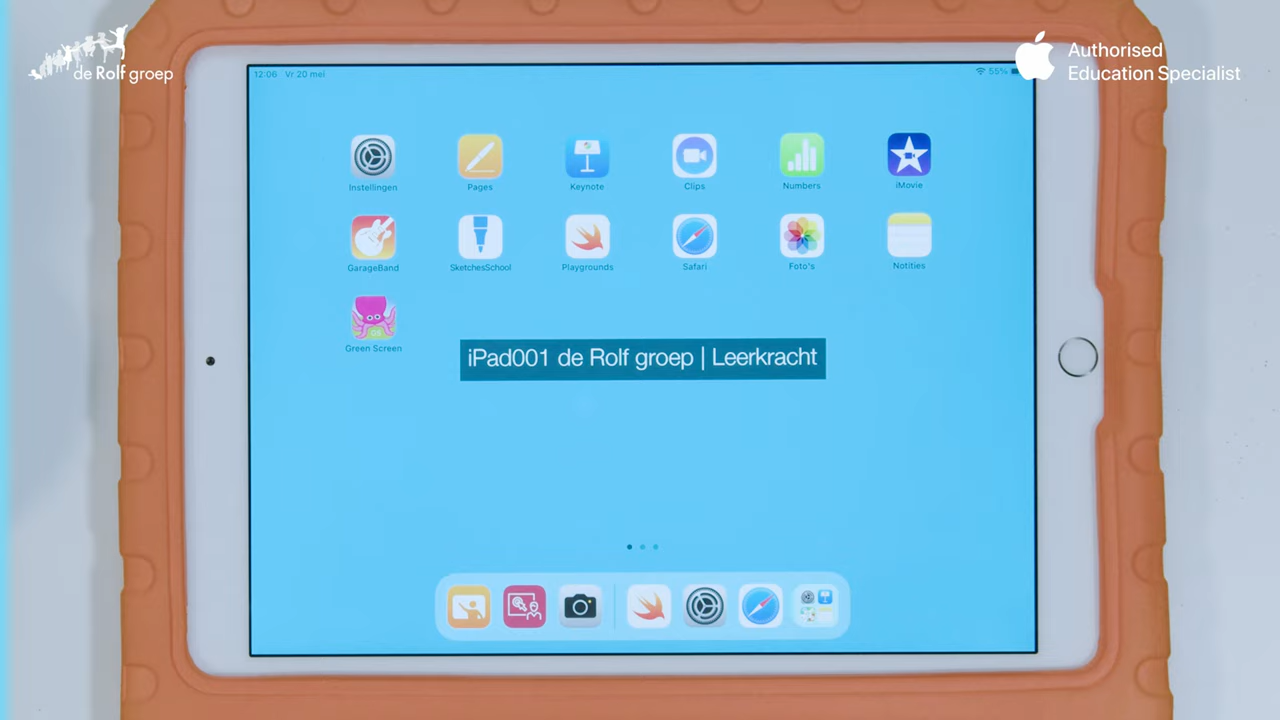 de Rolf groep
Authorised
Education Specialist
12:06 Vr 20 mei
55%
Instellingen
Pages
Keynote
Clips
Numbers
iMovie
GarageBand
SketchesSchool
Playgrounds
Safari
Foto's
Notities
Green Screen
iPad001 de Rolf groep | Leerkracht